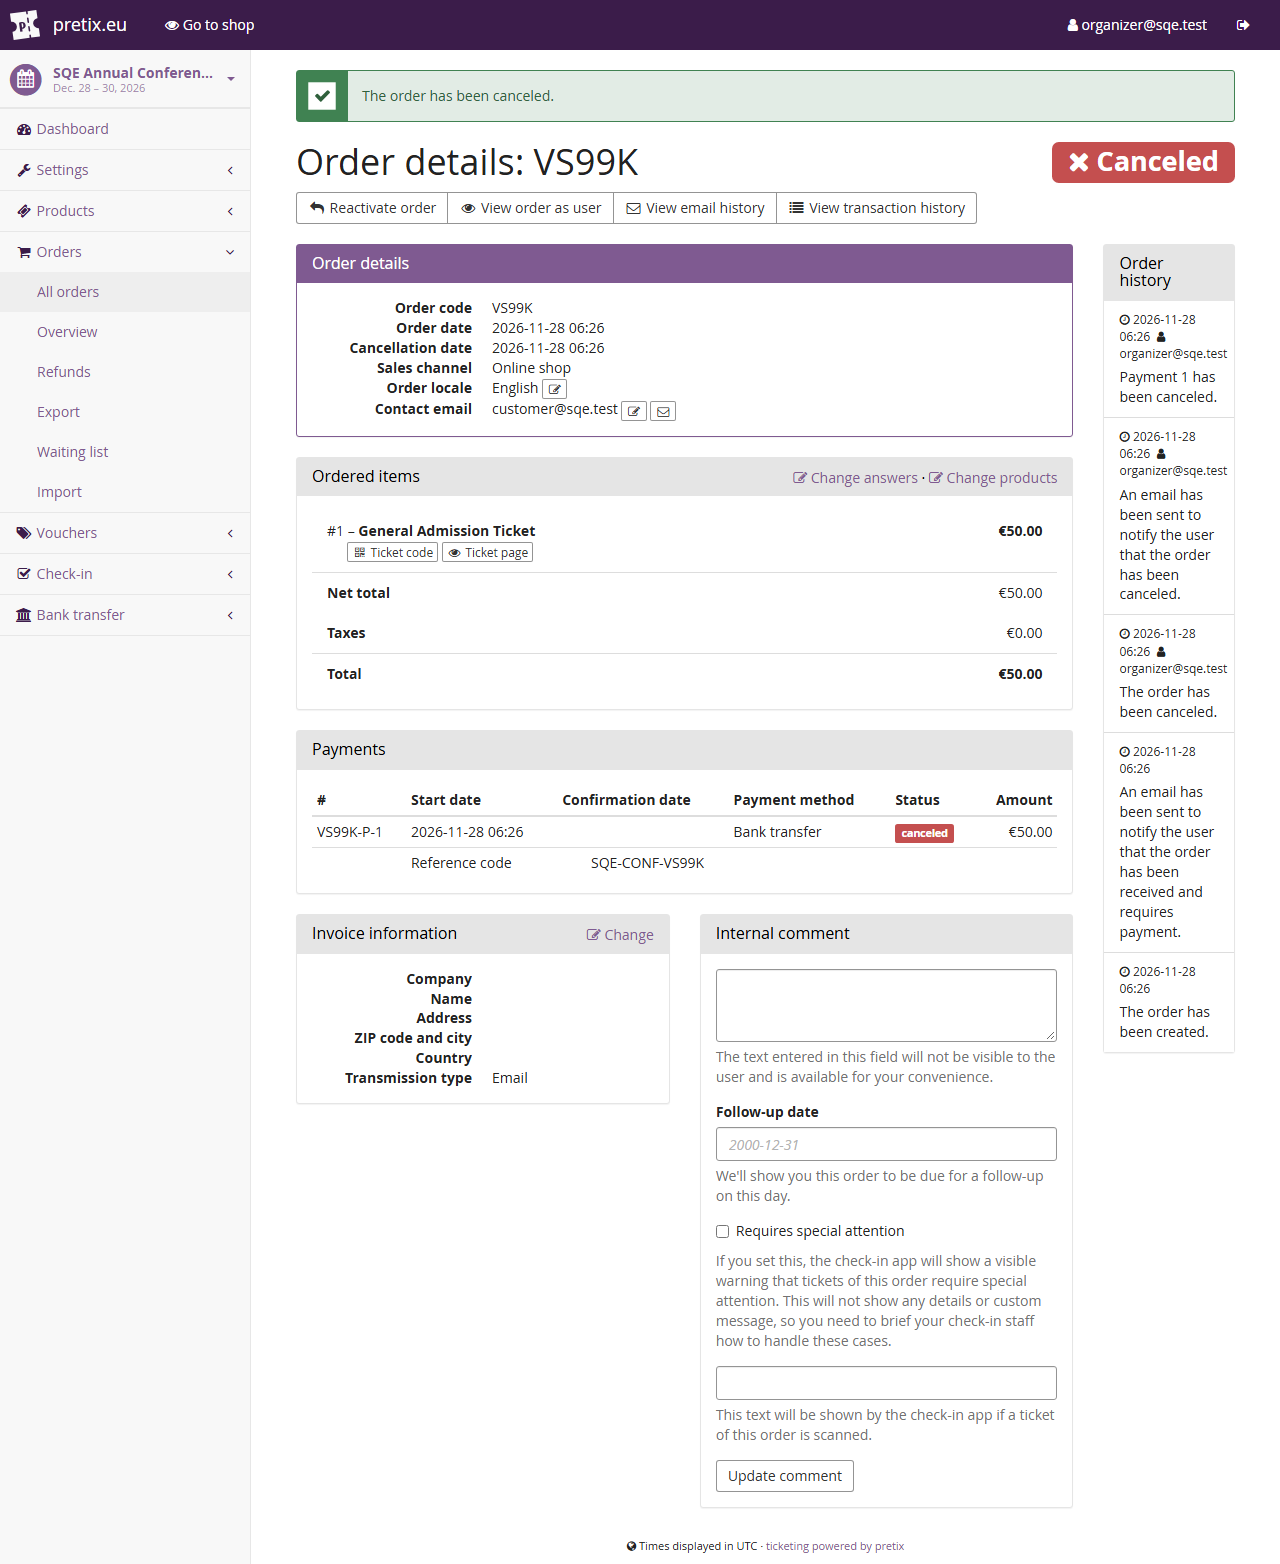 pretix.eu
Go to shop
organizer@sqe.test
SQE Annual Conferen...
Dec. 28 – 30, 2026
Dashboard
Settings
Products
Orders
All orders
Overview
Refunds
Export
Waiting list
Import
Vouchers
Check-in
Bank transfer
The order has been canceled.
Order details: VS99K
Canceled
Reactivate order
View order as user
View email history
View transaction history
Order details
Order code VS99K
Order date 2026-11-28 06:26
Cancellation date 2026-11-28 06:26
Sales channel Online shop
Order locale English
Contact email customer@sqe.test
Ordered items
Change answers · Change products
#1 – General Admission Ticket €50.00
Ticket code Ticket page
Net total €50.00
Taxes €0.00
Total €50.00
Payments
# Start date Confirmation date Payment method Status Amount
VS99K-P-1 2026-11-28 06:26 Bank transfer canceled €50.00
Reference code SQE-CONF-VS99K
Invoice information
Change
Company
Name
Address
ZIP code and city
Country
Transmission type Email
Internal comment
The text entered in this field will not be visible to the
user and is available for your convenience.
Follow-up date
2000-12-31
We'll show you this order to be due for a follow-up
on this day.
Requires special attention
If you set this, the check-in app will show a visible
warning that tickets of this order require special
attention. This will not show any details or custom
message, so you need to brief your check-in staff
how to handle these cases.
This text will be shown by the check-in app if a ticket
of this order is scanned.
Update comment
Order
history
2026-11-28
06:26
organizer@sqe.test
Payment 1 has
been canceled.
2026-11-28
06:26
organizer@sqe.test
An email has
been sent to
notify the user
that the order
has been
canceled.
2026-11-28
06:26
organizer@sqe.test
The order has
been canceled.
2026-11-28
06:26
An email has
been sent to
notify the user
that the order
has been
received and
requires
payment.
2026-11-28
06:26
The order has
been created.
Times displayed in UTC · ticketing powered by pretix